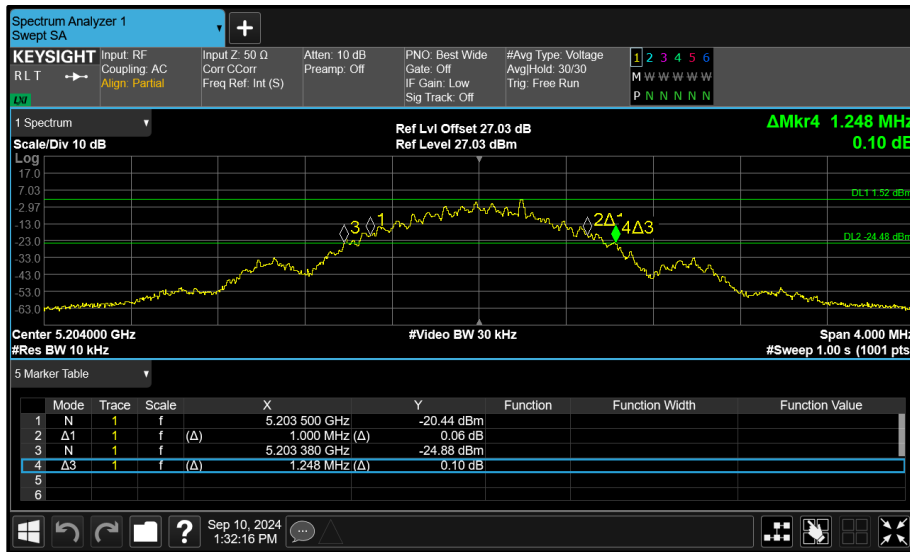 Spectrum Analyzer 1
Swept SA
+
KEYSIGHT
R L T
LXI
Input: RF
Coupling: AC
Align: Partial
Input Z: 50 Ω
Corr CCorr
Freq Ref: Int (S)
Atten: 10 dB
Preamp: Off
PNO: Best Wide
Gate: Off
IF Gain: Low
Sig Track: Off
#Avg Type: Voltage
Avg|Hold: 30/30
Trig: Free Run
1 2 3 4 5 6
M W W W W W
P N N N N N
1 Spectrum
Scale/Div 10 dB
Ref Lvl Offset 27.03 dB
Ref Level 27.03 dBm
ΔMkr4 1.248 MHz
0.10 dB
Log
17.0
7.03
-2.97
-13.0
-23.0
-33.0
-43.0
-53.0
-63.0
DL1 1.52 dBm
DL2 -24.48 dBm
3 1 2Δ1 4Δ3
Center 5.204000 GHz #Video BW 30 kHz Span 4.000 MHz
#Res BW 10 kHz #Sweep 1.00 s (1001 pts)
5 Marker Table
Mode Trace Scale X Y Function Function Width Function Value
1 N 1 f 5.203 500 GHz -20.44 dBm
2 Δ1 1 f (Δ) 1.000 MHz (Δ) 0.06 dB
3 N 1 f 5.203 380 GHz -24.88 dBm
4 Δ3 1 f (Δ) 1.248 MHz (Δ) 0.10 dB
5
6
?
Sep 10, 2024
1:32:16 PM